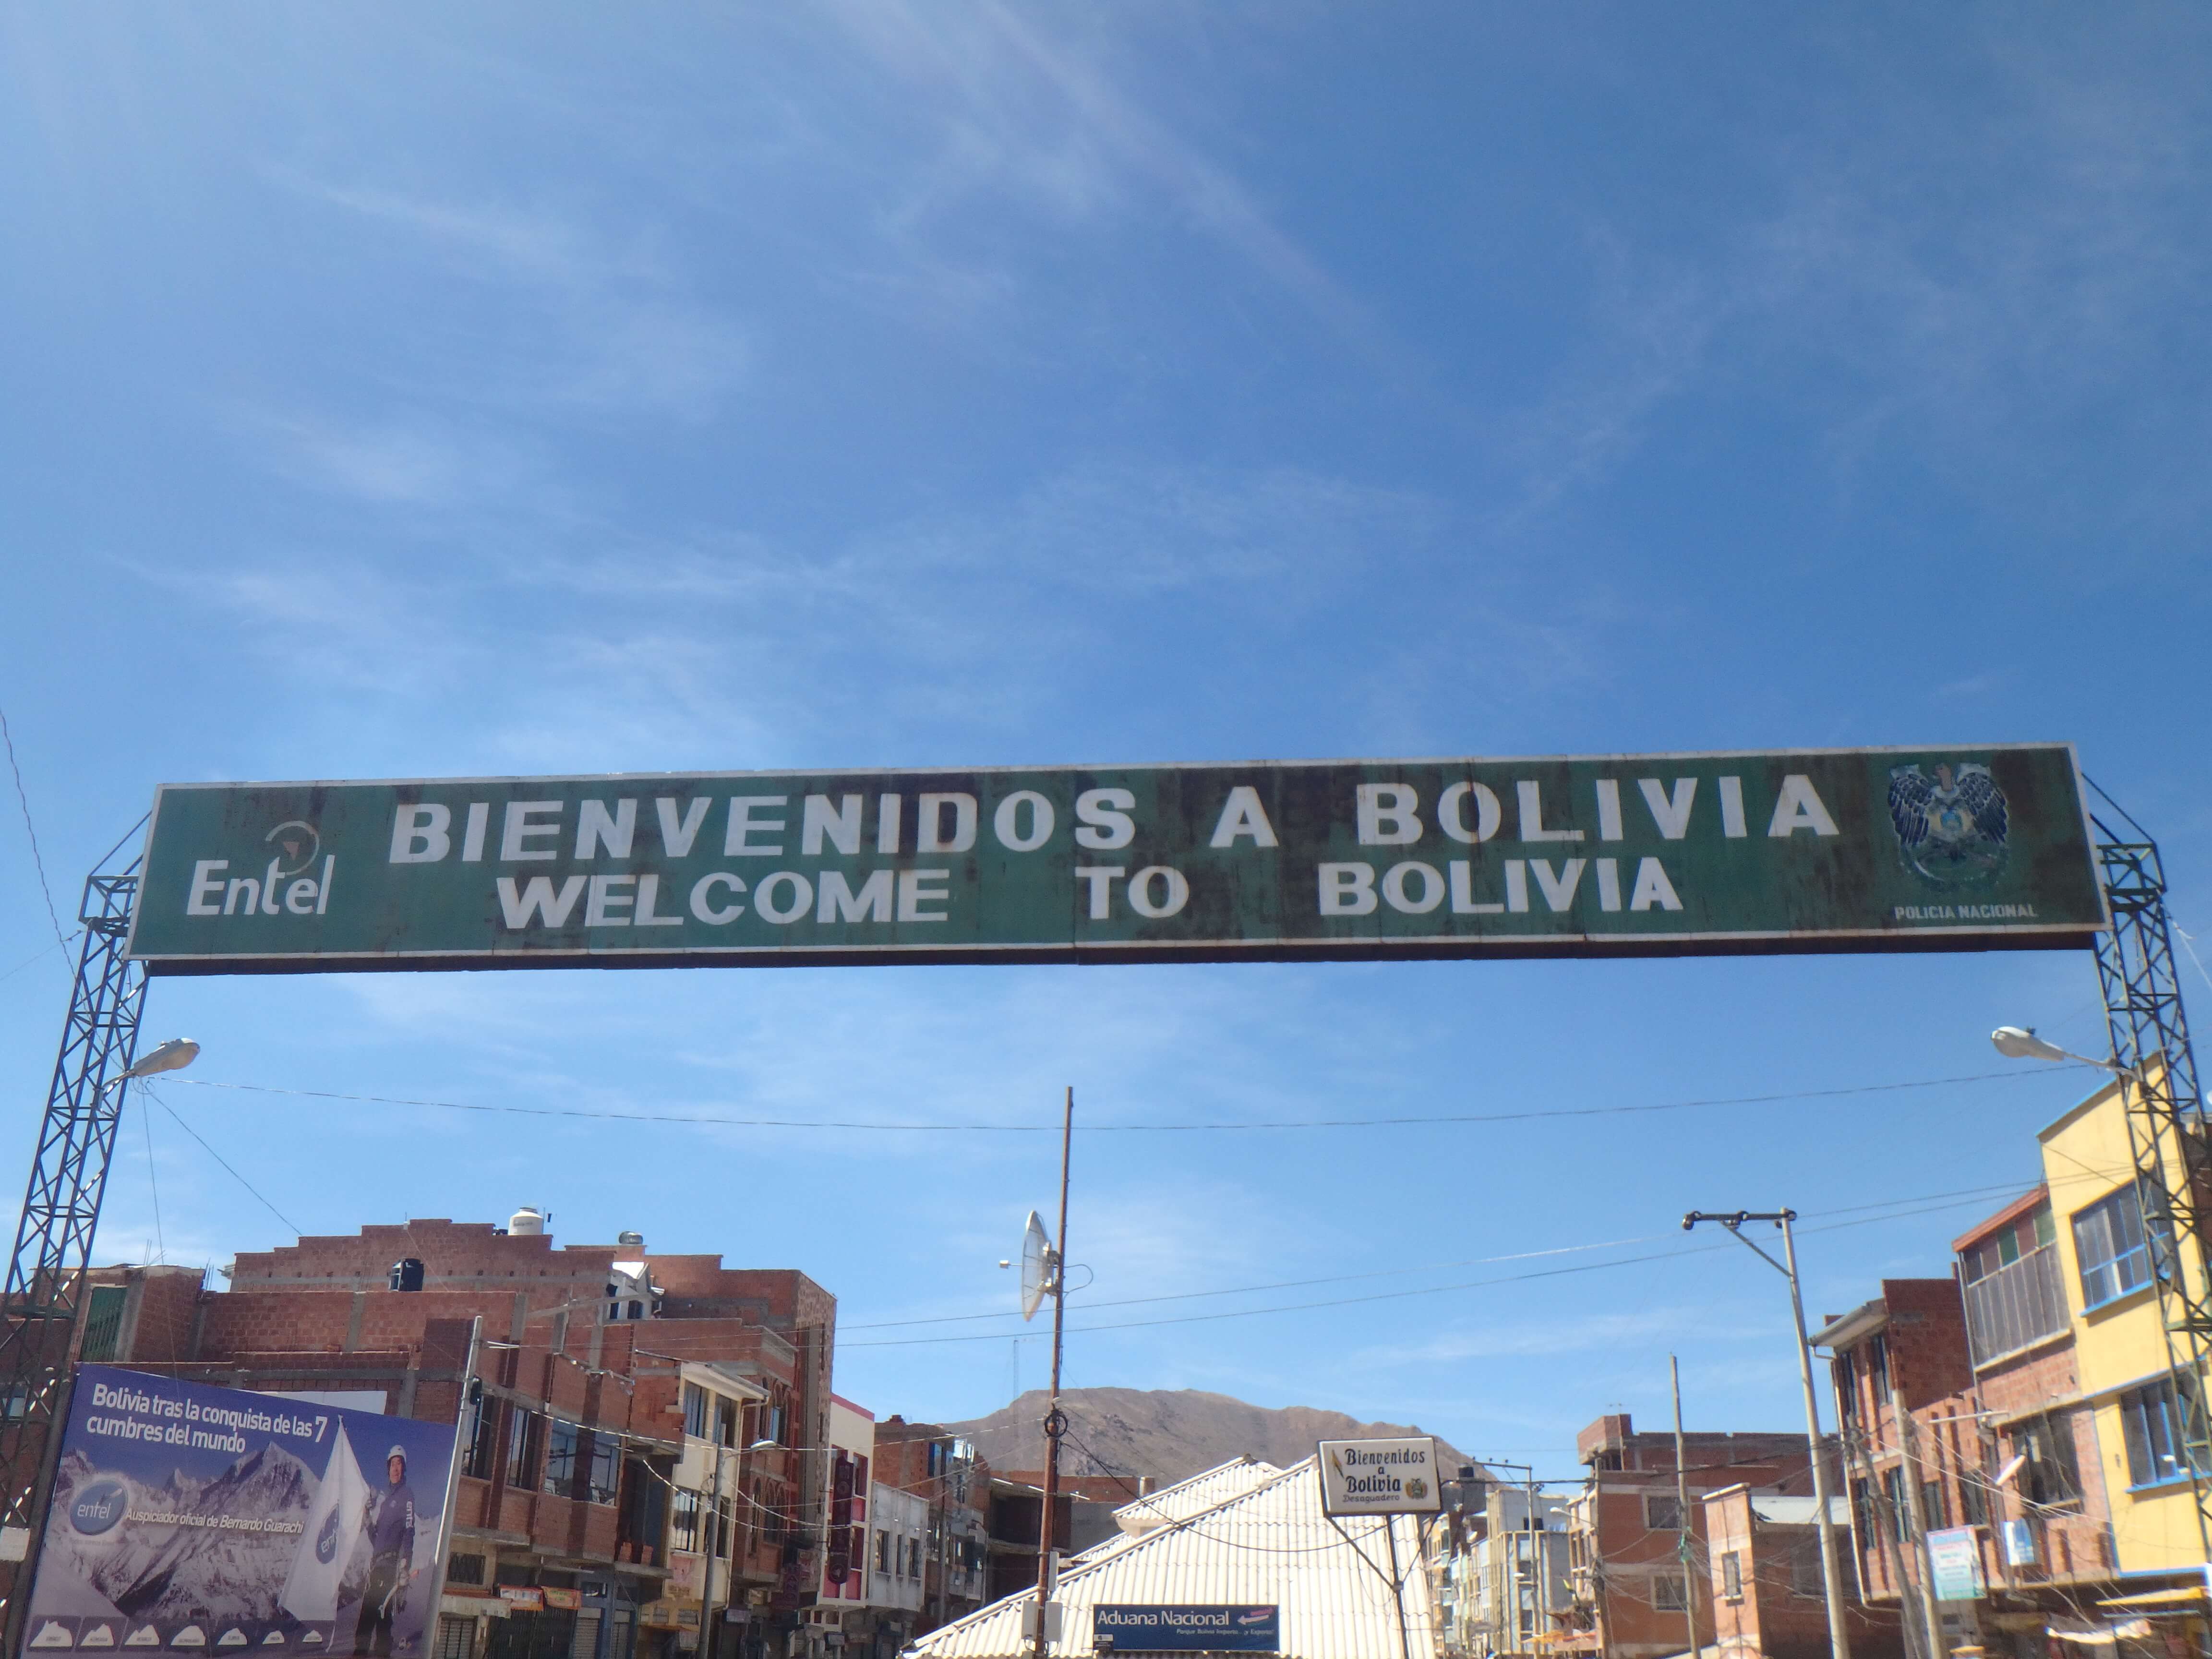 Entel
BIENVENIDOS A BOLIVIA
WELCOME TO BOLIVIA
POLICIA NACIONAL
Bolivia tras la conquista de las 7
cumbres del mundo
entel
Auspiciador oficial de Bernardo Guarachi
Bienvenidos
a
Bolivia
Desaguadero
Aduana Nacional